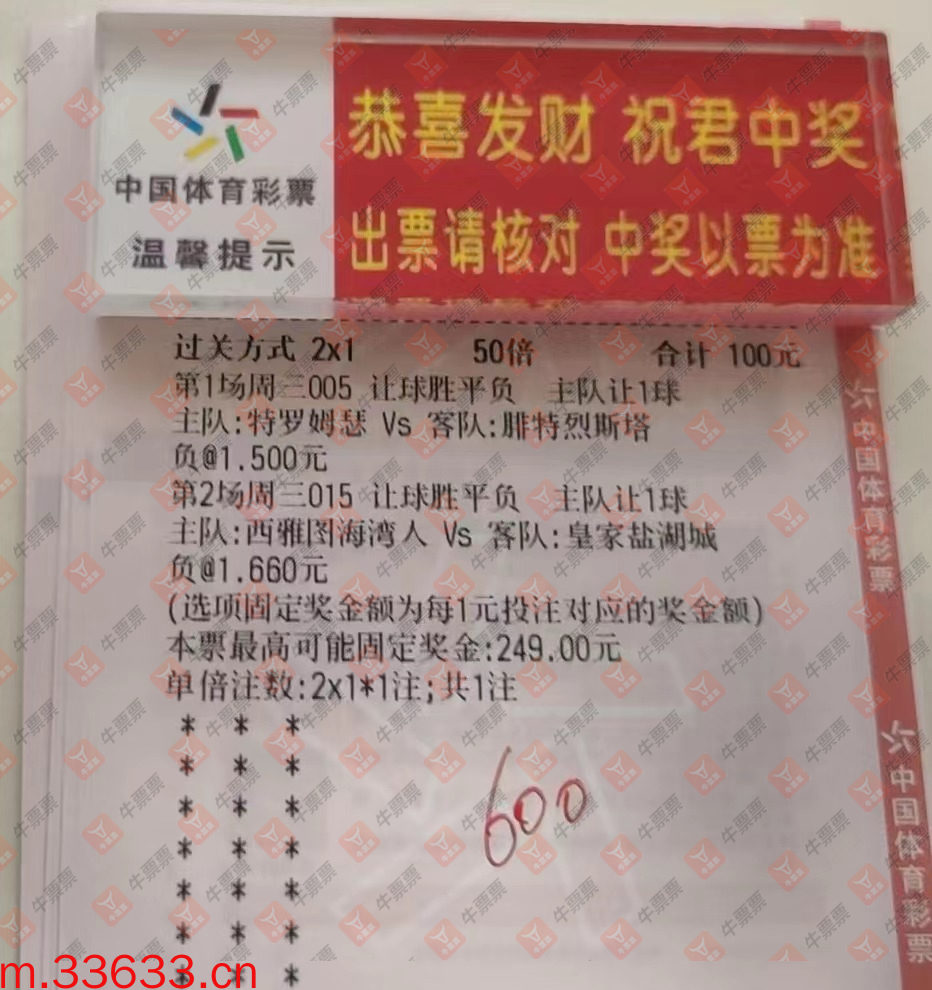 中国体育彩票
温馨提示
恭喜发财 祝君中奖
出票请核对 中奖以票为准
过关方式 2x1 50倍 合计 100元
第1场周三005 让球胜平负 主队让1球
主队:特罗姆瑟 Vs 客队:腓特烈斯塔
负@1.500元
第2场周三015 让球胜平负 主队让1球
主队:西雅图海湾人 Vs 客队:皇家盐湖城
负@1.660元
(选项固定奖金额为每1元投注对应的奖金额)
本票最高可能固定奖金:249.00元
单倍注数:2x1*1注;共1注
* * *
* * *
* * *
* * *
* * *
* * *
* * *
600
中国体育彩票
中国体育彩票
牛票票
m.33633.cn